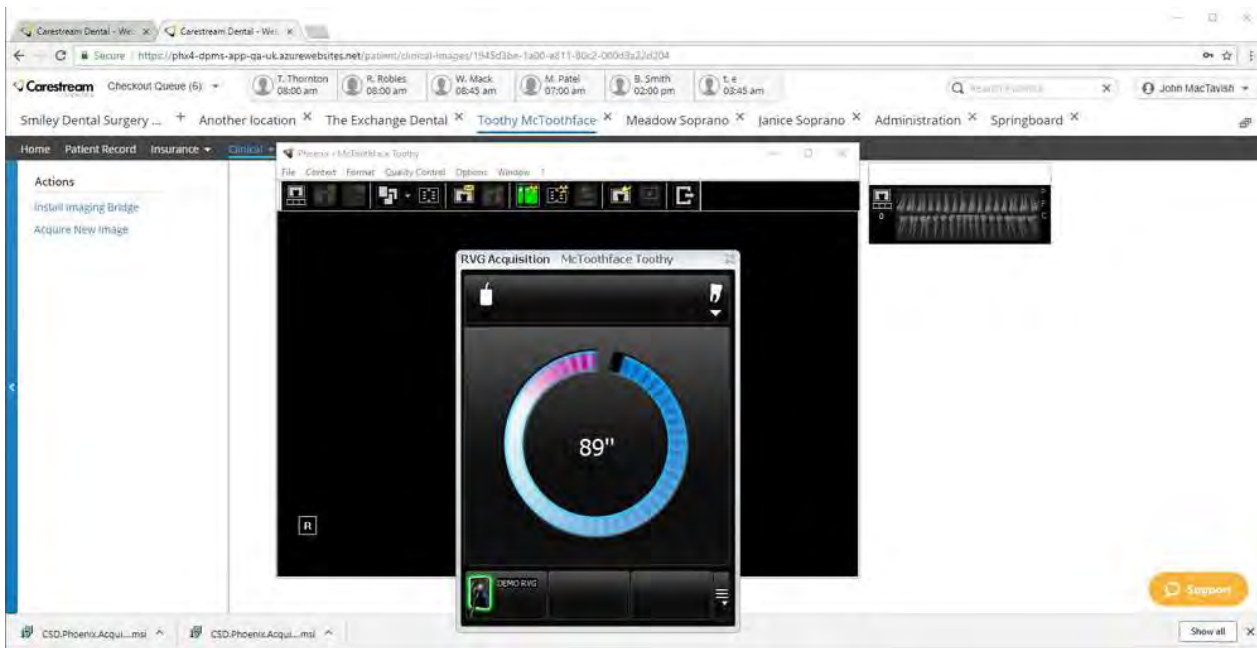 Carestream Dental - We: × Carestream Dental - We: ×
Secure https://phx4-dpms-app-qa-uk.azurewebsites.net/patient/clinical-images/
Carestream Checkout Queue (6) T. Thornton 08:00 am R. Robles 08:00 am W. Mack 08:45 am M. Patel 07:00 am B. Smith 02:00 pm t. e 03:45 am John MacTavish
Smiley Dental Surgery ... + Another location × The Exchange Dental × Toothy McToothface × Meadow Soprano × Janice Soprano × Administration × Springboard ×
Home Patient Record Insurance Clinical
Phoenix - McToothface Toothy
File Context Format Quality Control Options Window ?
Actions
Install Imaging Bridge
Acquire New Image
0
RVG Acquisition McToothface Toothy
89"
R
DEMO RVG
Support
CSD.Phoenix.Acqui....msi CSD.Phoenix.Acqui....msi Show all ×